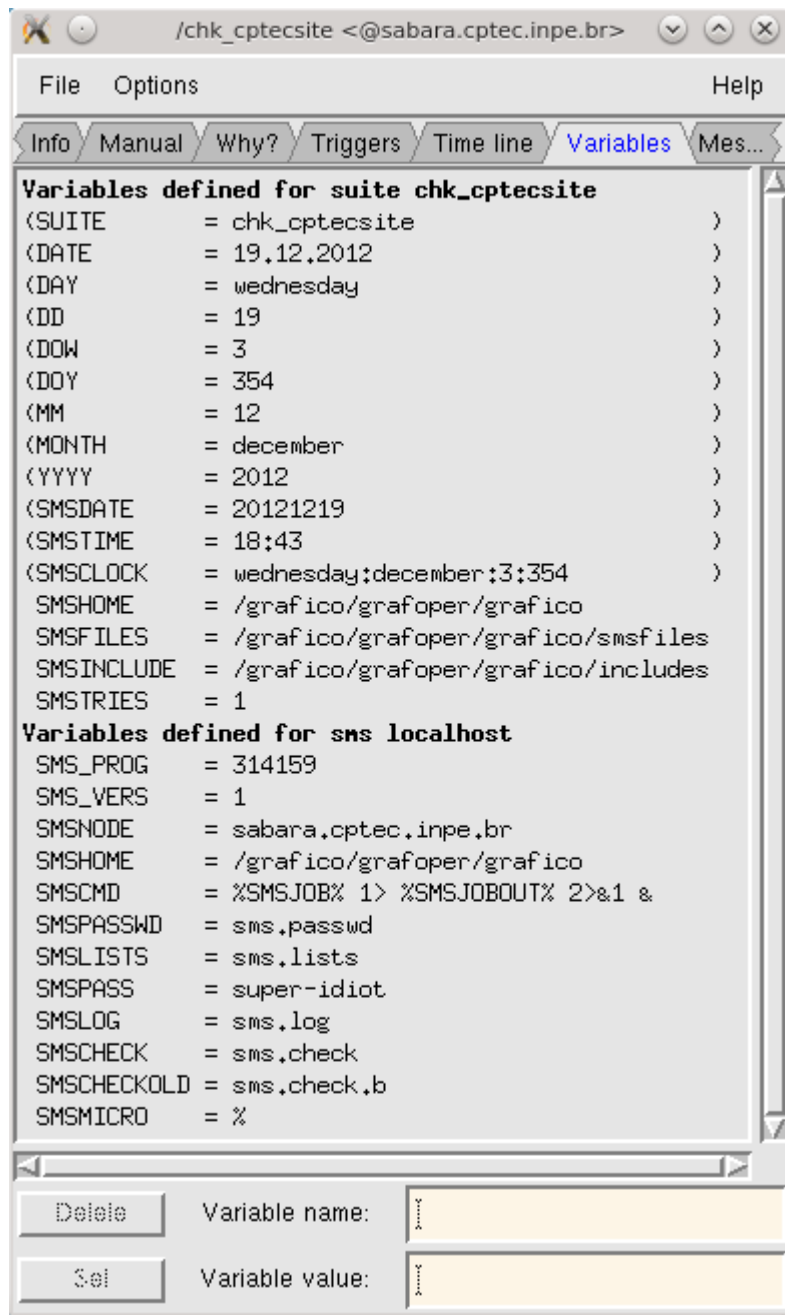 /chk_cptecsite <@sabara.cptec.inpe.br>
File Options Help
Info Manual Why? Triggers Time line Variables Mes...
Variables defined for suite chk_cptecsite
(SUITE = chk_cptecsite )
(DATE = 19.12.2012 )
(DAY = wednesday )
(DD = 19 )
(DOW = 3 )
(DOY = 354 )
(MM = 12 )
(MONTH = december )
(YYYY = 2012 )
(SMSDATE = 20121219 )
(SMSTIME = 18:43 )
(SMSCLOCK = wednesday:december:3:354 )
SMSHOME = /grafico/grafoper/grafico
SMSFILES = /grafico/grafoper/grafico/smsfiles
SMSINCLUDE = /grafico/grafoper/grafico/includes
SMSTRIES = 1
Variables defined for sms localhost
SMS_PROG = 314159
SMS_VERS = 1
SMSNODE = sabara.cptec.inpe.br
SMSHOME = /grafico/grafoper/grafico
SMSCMD = %SMSJOB% 1> %SMSJOBOUT% 2>&1 &
SMSPASSWD = sms.passwd
SMSLISTS = sms.lists
SMSPASS = super-idiot
SMSLOG = sms.log
SMSCHECK = sms.check
SMSCHECKOLD = sms.check.b
SMSMICRO = %
Delete Variable name:
Set Variable value: